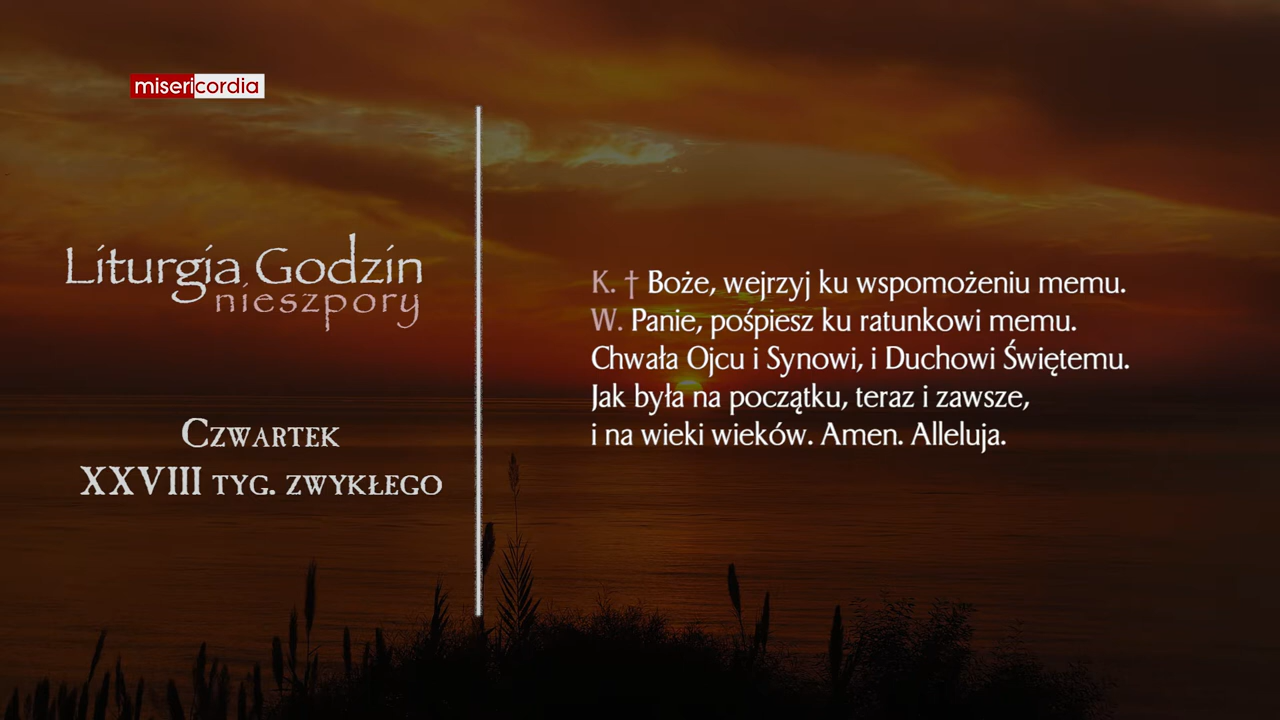 misericordia
Liturgia Godzin
nieszpory
Czwartek
XXVIII tyg. zwykłego
K. † Boże, wejrzyj ku wspomożeniu memu.
W. Panie, pośpiesz ku ratunkowi memu.
Chwała Ojcu i Synowi, i Duchowi Świętemu.
Jak była na początku, teraz i zawsze,
i na wieki wieków. Amen. Alleluja.